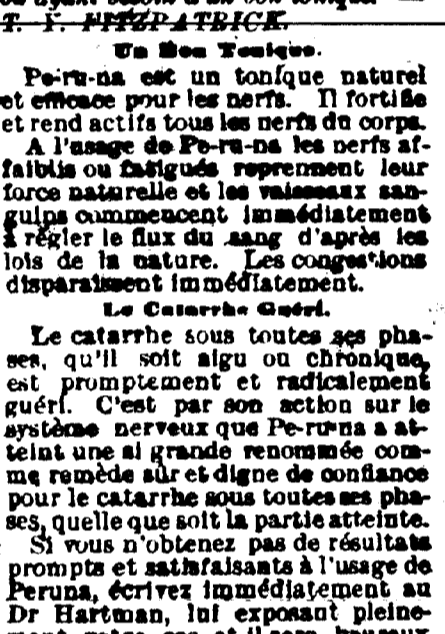 T. Y. FITZPATRICK.
Un Bon Tonique.
Pe-ru-na est un tonique naturel
et efficace pour les nerfs. Il fortifie
et rend actifs tous les nerfs du corps.
A l'usage de Pe-ru-na les nerfs af-
faiblis ou fatigués reprennent leur
force naturelle et les vaisseaux san-
guins commencent immédiatement
à régler le flux du sang d'après les
lois de la nature. Les congestions
disparaissent immédiatement.
Le Catarrhe Guéri.
Le catarrhe sous toutes ses pha-
ses, qu'il soit aigu ou chronique,
est promptement et radicalement
guéri. C'est par son action sur le
système nerveux que Pe-ru-na a at-
teint une si grande renommée com-
me remède sûr et digne de confiance
pour le catarrhe sous toutes ses pha-
ses, quelle que soit la partie atteinte.
Si vous n'obtenez pas de résultats
prompts et satisfaisants à l'usage de
Peruna, écrivez immédiatement au
Dr Hartman, lui exposant pleine-